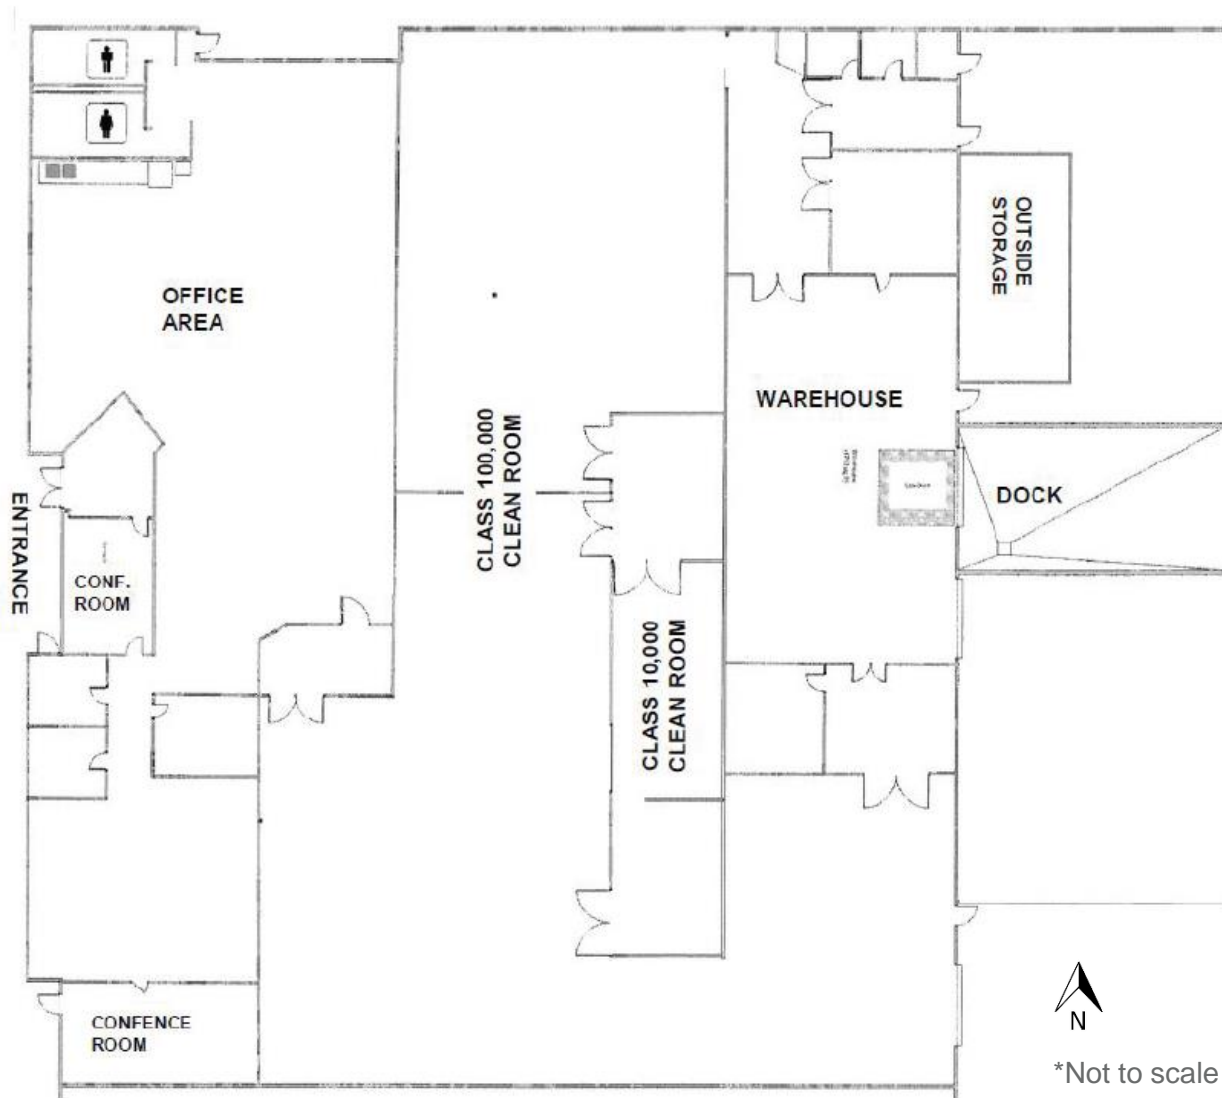 OFFICE
AREA
OUTSIDE
STORAGE
WAREHOUSE
CLASS 100,000
CLEAN ROOM
ENTRANCE
DOCK
CONF.
ROOM
CLASS 10,000
CLEAN ROOM
CONFENCE
ROOM
N
*Not to scale